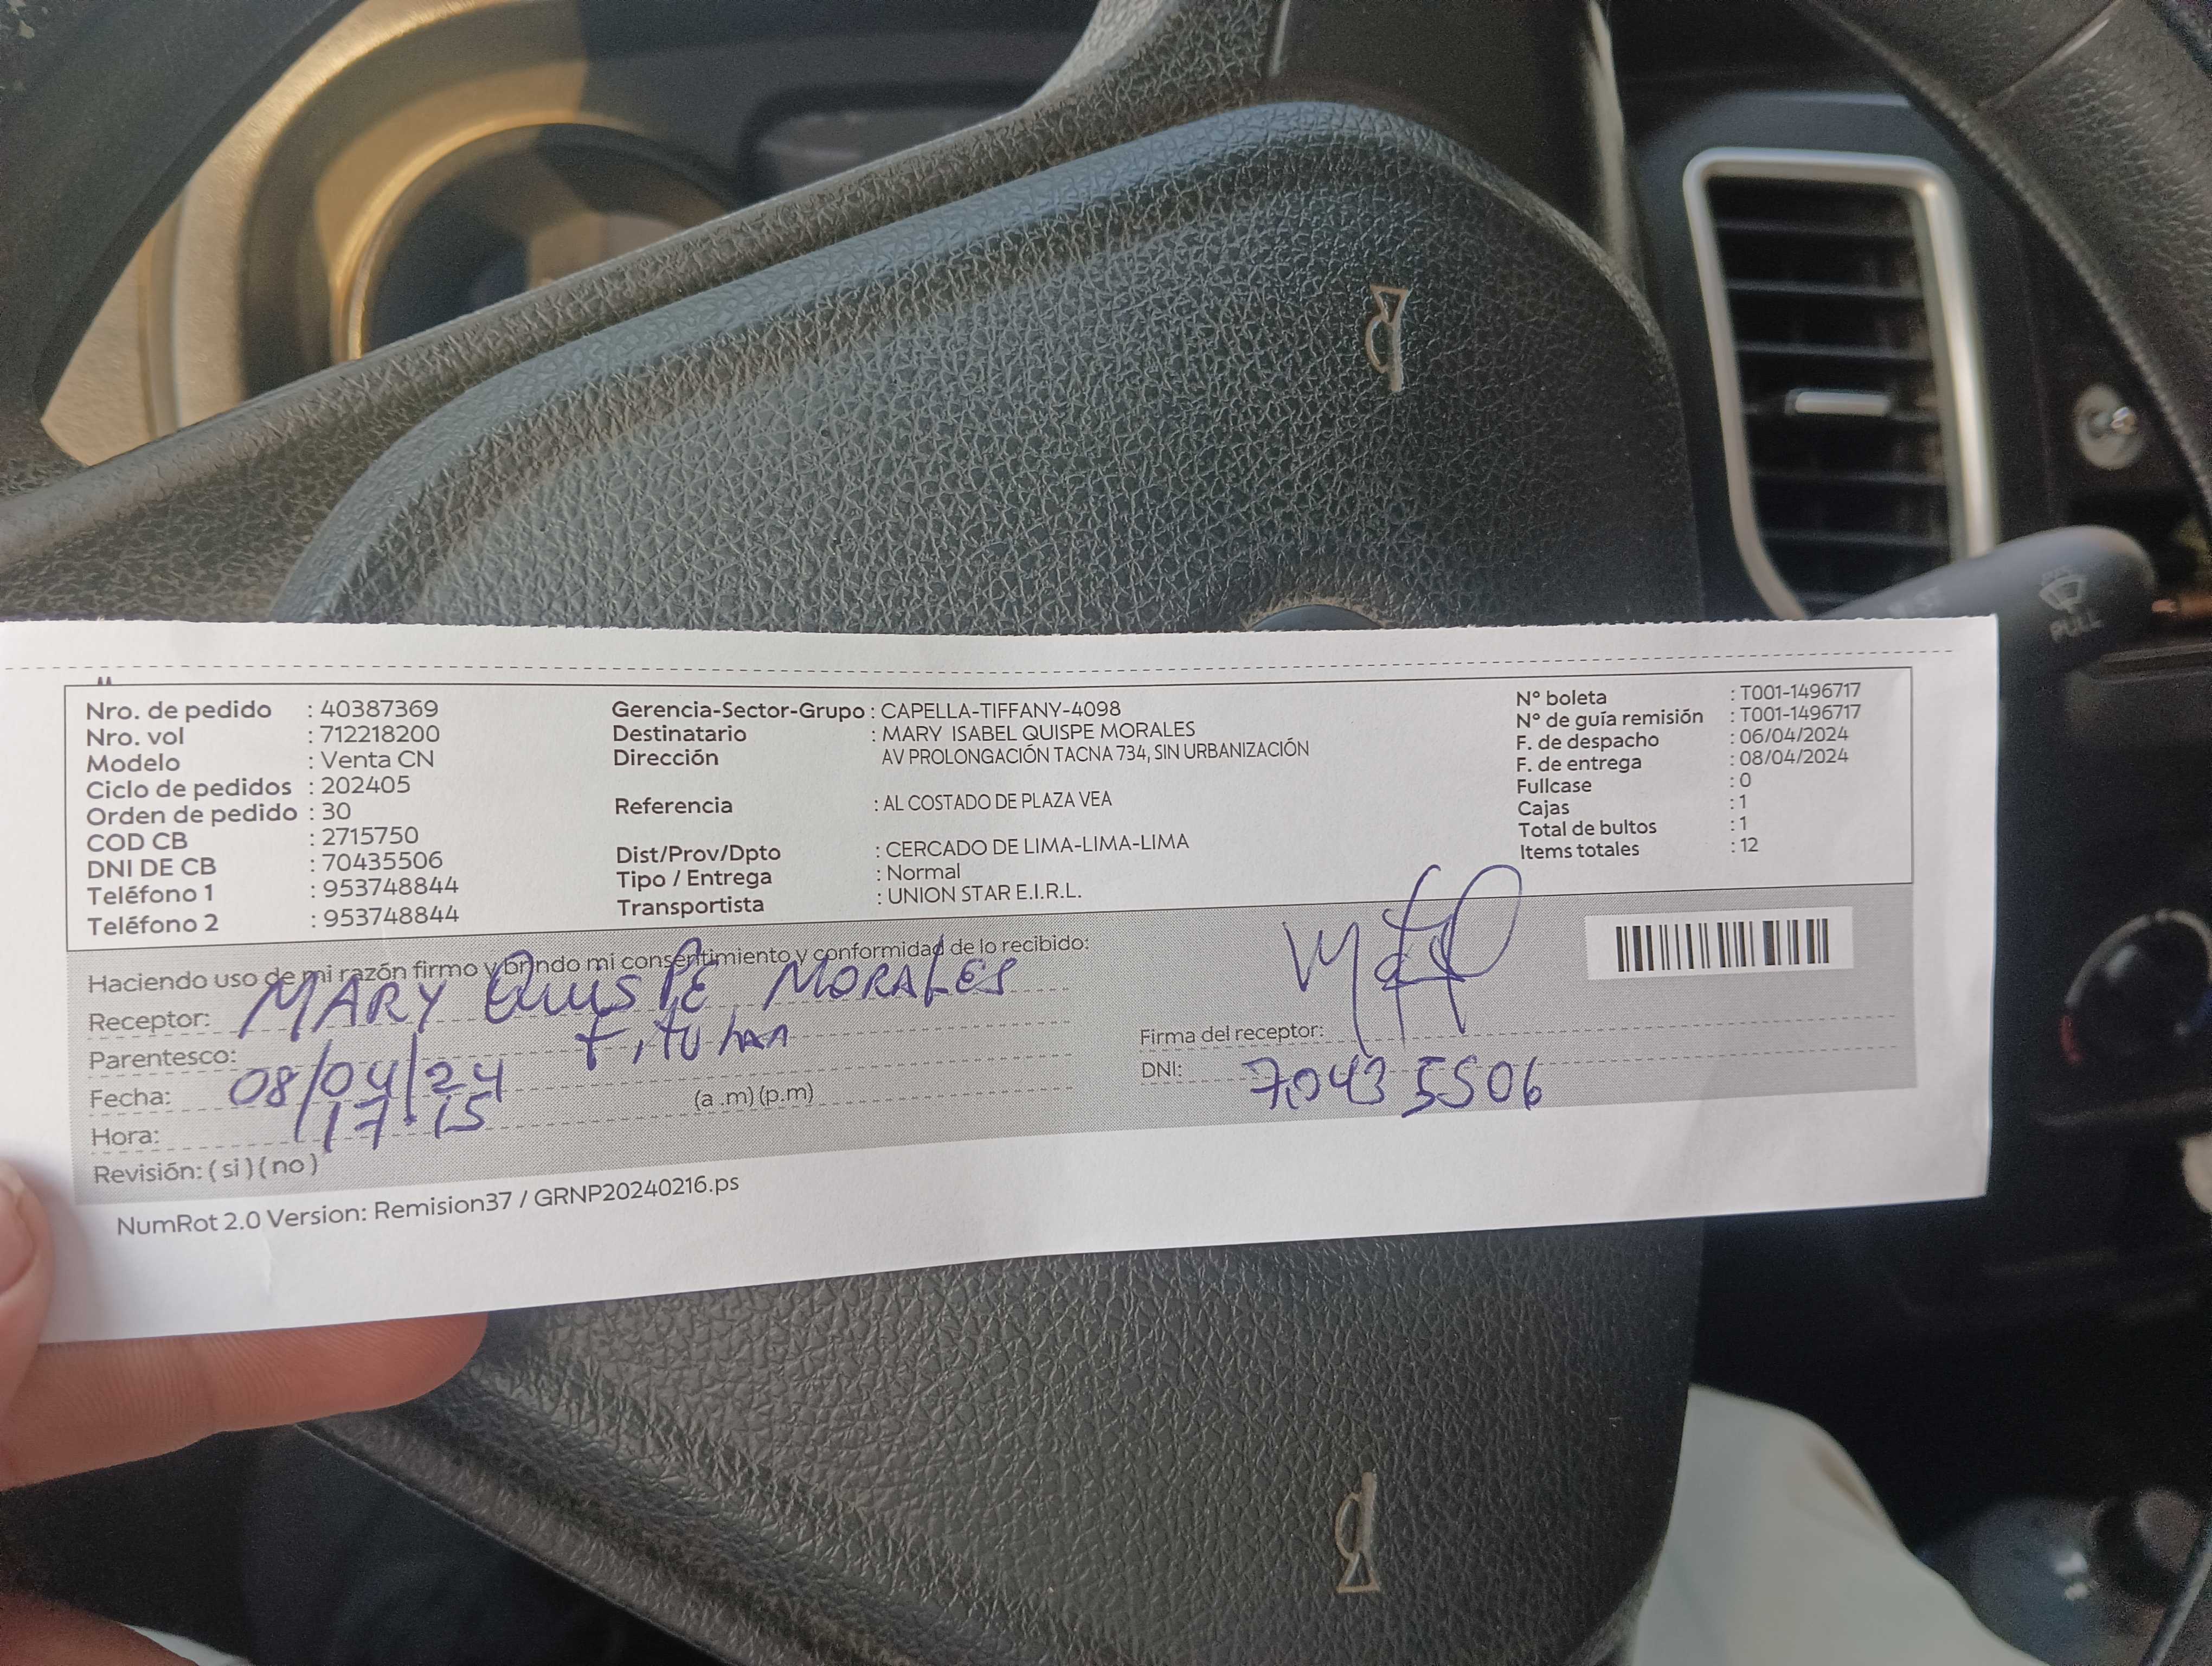 Nro. de pedido : 40387369
Nro. vol : 712218200
Modelo : Venta CN
Ciclo de pedidos : 202405
Orden de pedido : 30
COD CB : 2715750
DNI DE CB : 70435506
Teléfono 1 : 953748844
Teléfono 2 : 953748844
Gerencia-Sector-Grupo : CAPELLA-TIFFANY-4098
Destinatario : MARY ISABEL QUISPE MORALES
Dirección AV PROLONGACIÓN TACNA 734, SIN URBANIZACIÓN
Referencia : AL COSTADO DE PLAZA VEA
Dist/Prov/Dpto : CERCADO DE LIMA-LIMA-LIMA
Tipo / Entrega : Normal
Transportista : UNION STAR E.I.R.L.
N° boleta : T001-1496717
N° de guía remisión : T001-1496717
F. de despacho : 06/04/2024
F. de entrega : 08/04/2024
Fullcase : 0
Cajas : 1
Total de bultos : 1
Items totales : 12
Haciendo uso de mi razón firmo y brindo mi consentimiento y conformidad de lo recibido:
Receptor: MARY QUISPE MORALES
Parentesco:
Fecha: 08/04/24
Hora: 17:15 (a .m) (p.m)
Revisión: ( si ) ( no )
Firma del receptor:
DNI: 70435506
NumRot 2.0 Version: Remision37 / GRNP20240216.ps
PULL